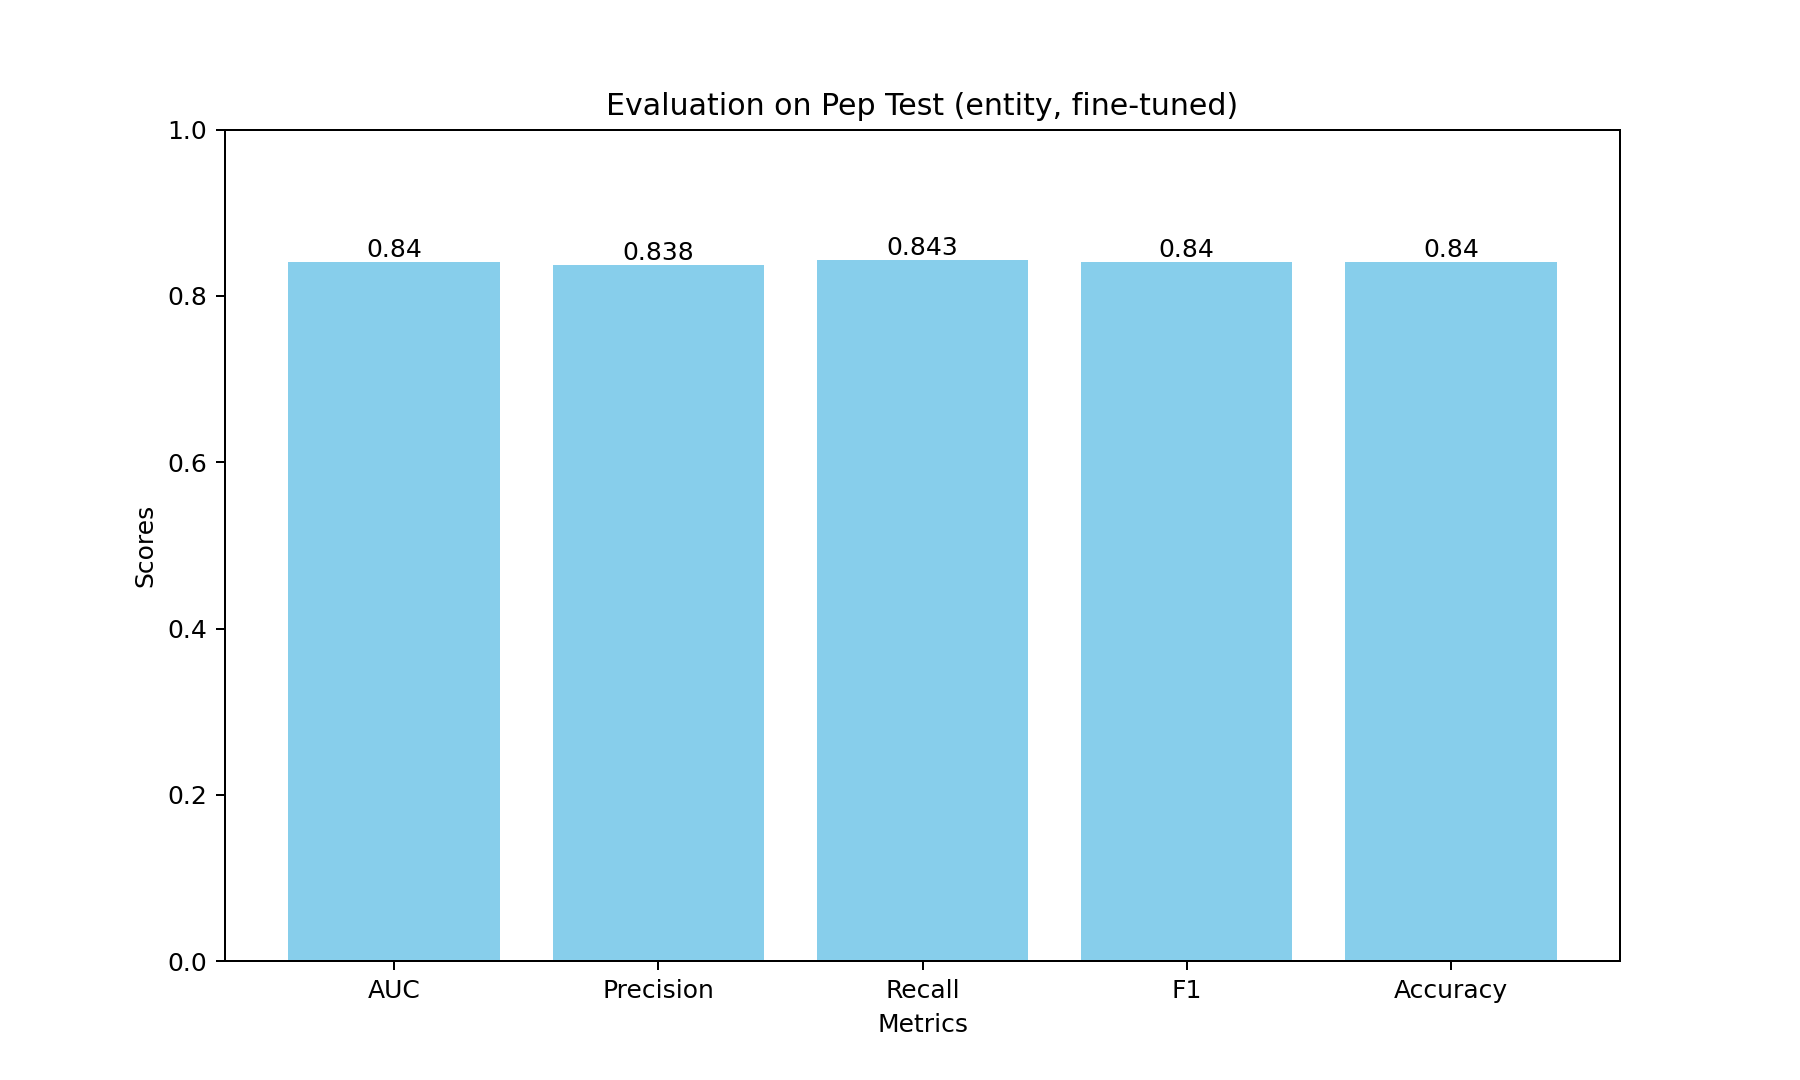 Evaluation on Pep Test (entity, fine-tuned)
1.0
0.8
0.6
0.4
0.2
0.0
Scores
0.84
0.838
0.843
0.84
0.84
AUC
Precision
Recall
F1
Accuracy
Metrics